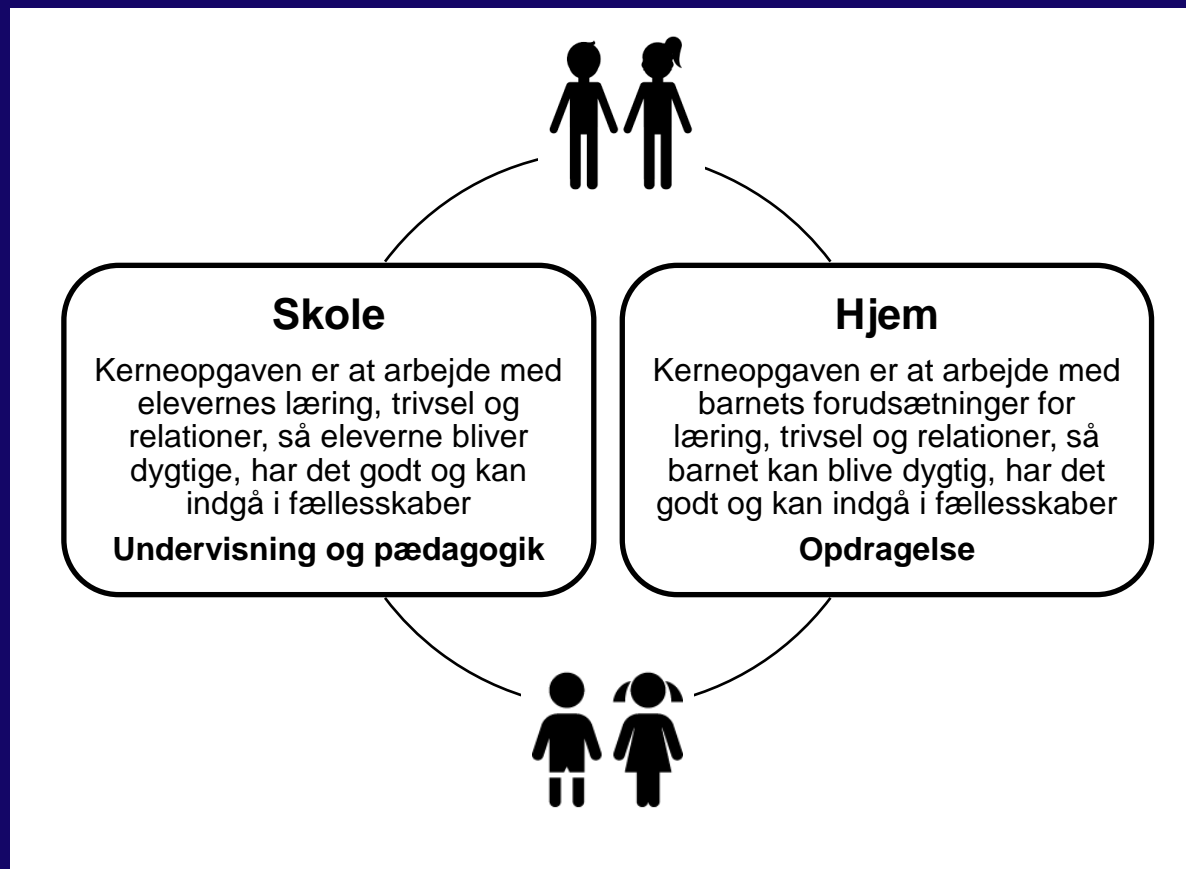 Skole
Kerneopgaven er at arbejde med
elevernes læring, trivsel og
relationer, så eleverne bliver
dygtige, har det godt og kan
indgå i fællesskaber
Undervisning og pædagogik
Hjem
Kerneopgaven er at arbejde med
barnets forudsætninger for
læring, trivsel og relationer, så
barnet kan blive dygtig, har det
godt og kan indgå i fællesskaber
Opdragelse